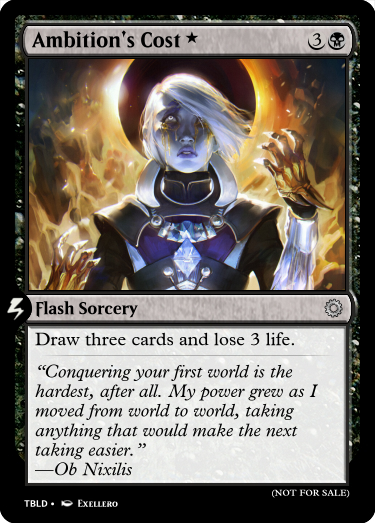 Ambition's Cost ★ 3
Flash Sorcery
Draw three cards and lose 3 life.
“Conquering your first world is the
hardest, after all. My power grew as I
moved from world to world, taking
anything that would make the next
taking easier.”
—Ob Nixilis
(NOT FOR SALE)
TBLD • Exellero